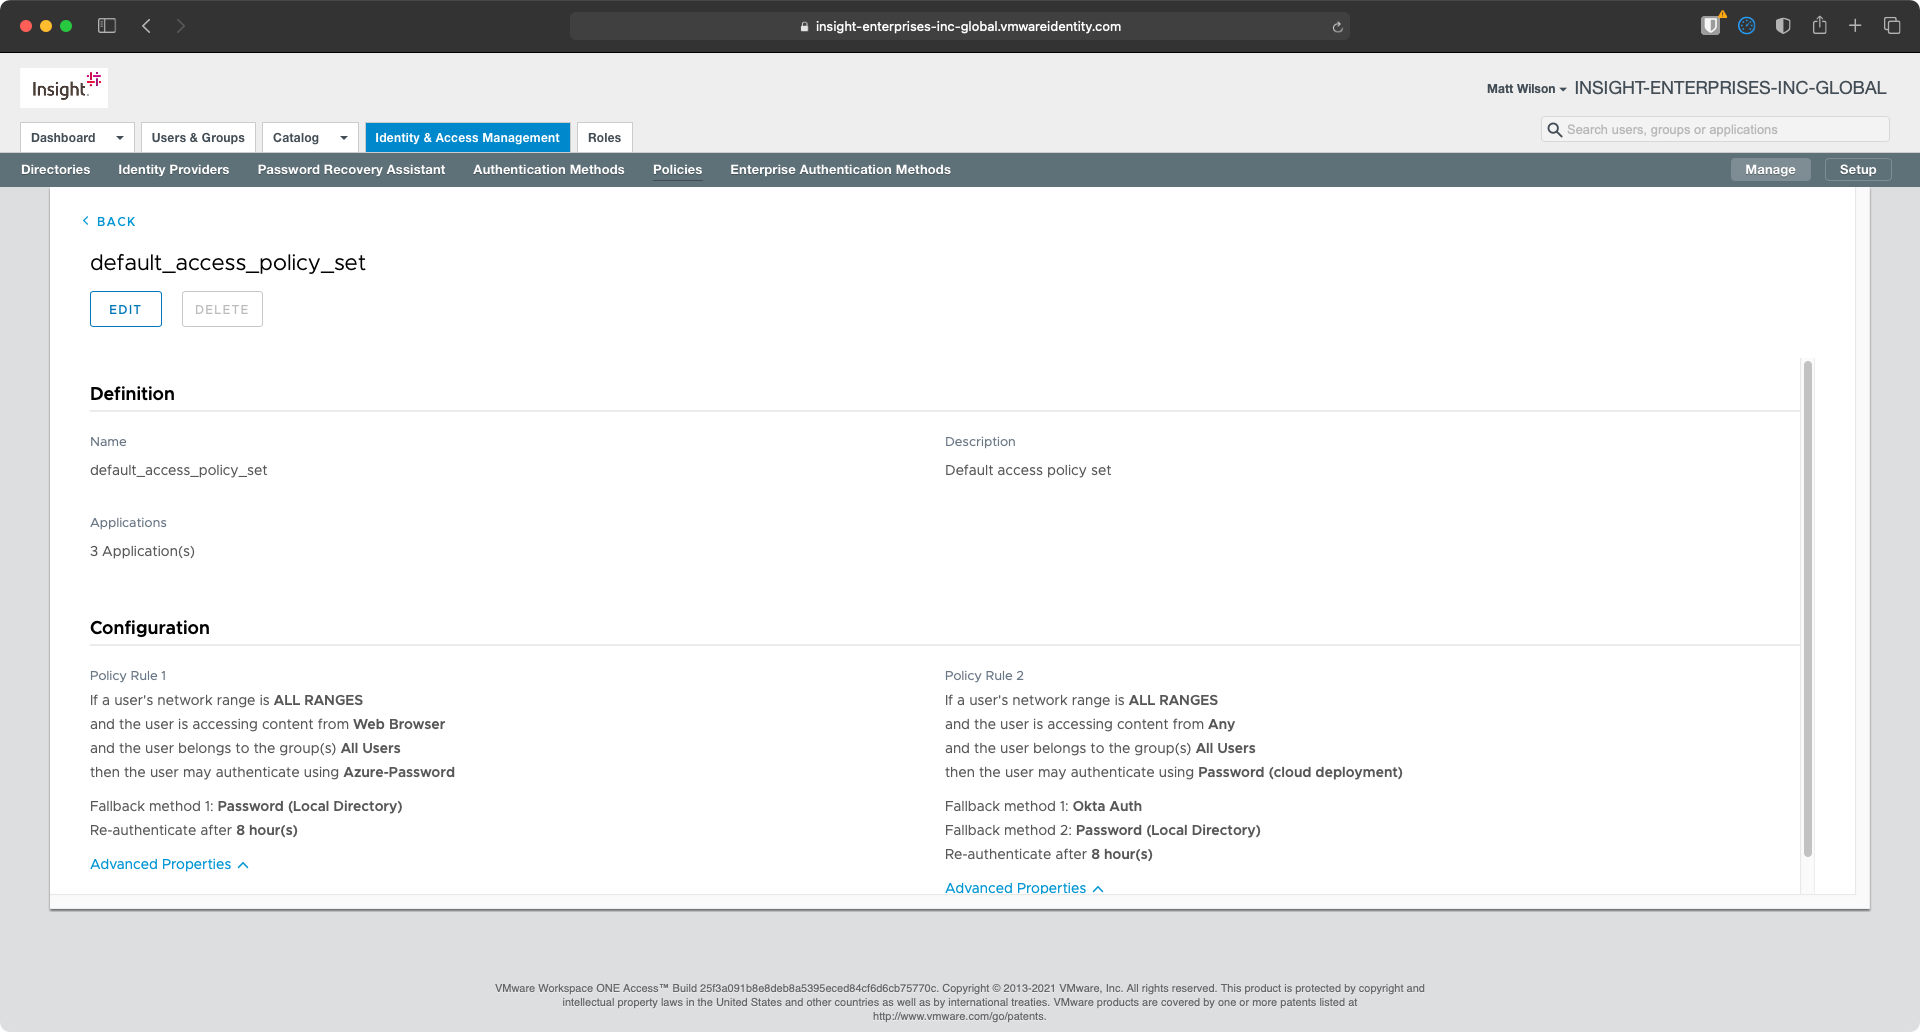 insight-enterprises-inc-global.vmwareidentity.com
Insight.
Matt Wilson INSIGHT-ENTERPRISES-INC-GLOBAL
Dashboard Users & Groups Catalog Identity & Access Management Roles
Search users, groups or applications
Directories Identity Providers Password Recovery Assistant Authentication Methods Policies Enterprise Authentication Methods Manage Setup
BACK
default_access_policy_set
EDIT DELETE
Definition
Name
default_access_policy_set
Description
Default access policy set
Applications
3 Application(s)
Configuration
Policy Rule 1
If a user's network range is ALL RANGES
and the user is accessing content from Web Browser
and the user belongs to the group(s) All Users
then the user may authenticate using Azure-Password
Fallback method 1: Password (Local Directory)
Re-authenticate after 8 hour(s)
Advanced Properties
Policy Rule 2
If a user's network range is ALL RANGES
and the user is accessing content from Any
and the user belongs to the group(s) All Users
then the user may authenticate using Password (cloud deployment)
Fallback method 1: Okta Auth
Fallback method 2: Password (Local Directory)
Re-authenticate after 8 hour(s)
Advanced Properties
VMware Workspace ONE Access™ Build 25f3a091b8e8deb8a5395eced84cf6d6cb75770c. Copyright © 2013-2021 VMware, Inc. All rights reserved. This product is protected by copyright and
intellectual property laws in the United States and other countries as well as by international treaties. VMware products are covered by one or more patents listed at
http://www.vmware.com/go/patents.